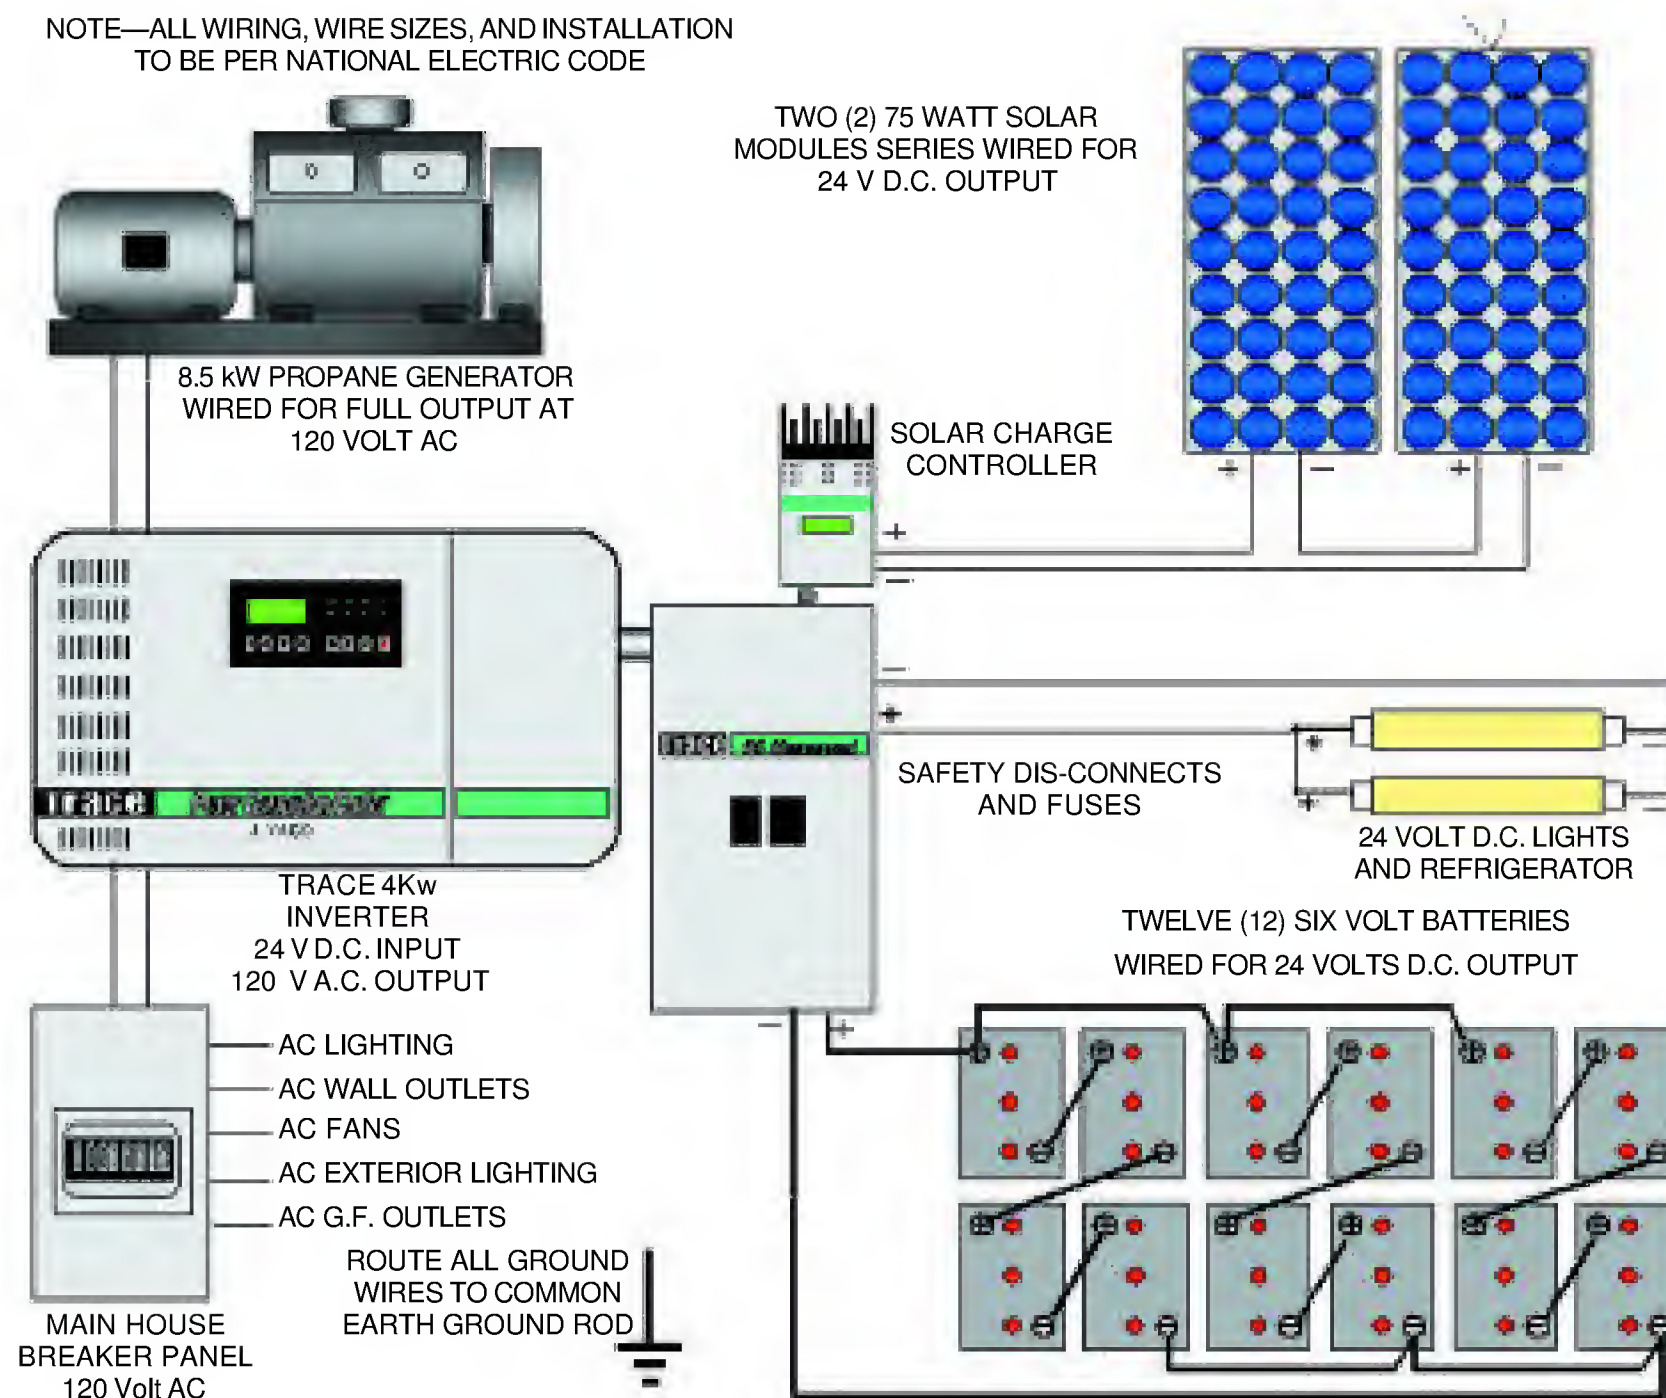 NOTE—ALL WIRING, WIRE SIZES, AND INSTALLATION
TO BE PER NATIONAL ELECTRIC CODE
TWO (2) 75 WATT SOLAR
MODULES SERIES WIRED FOR
24 V D.C. OUTPUT
8.5 kW PROPANE GENERATOR
WIRED FOR FULL OUTPUT AT
120 VOLT AC
SOLAR CHARGE
CONTROLLER
+ −
+ −
+
−
−
+
TRACE
SAFETY DIS-CONNECTS
AND FUSES
+ −
+ −
24 VOLT D.C. LIGHTS
AND REFRIGERATOR
TRACE 4Kw
INVERTER
24 V D.C. INPUT
120 V A.C. OUTPUT
TWELVE (12) SIX VOLT BATTERIES
WIRED FOR 24 VOLTS D.C. OUTPUT
− +
AC LIGHTING
AC WALL OUTLETS
AC FANS
AC EXTERIOR LIGHTING
AC G.F. OUTLETS
ROUTE ALL GROUND
WIRES TO COMMON
EARTH GROUND ROD
MAIN HOUSE
BREAKER PANEL
120 Volt AC